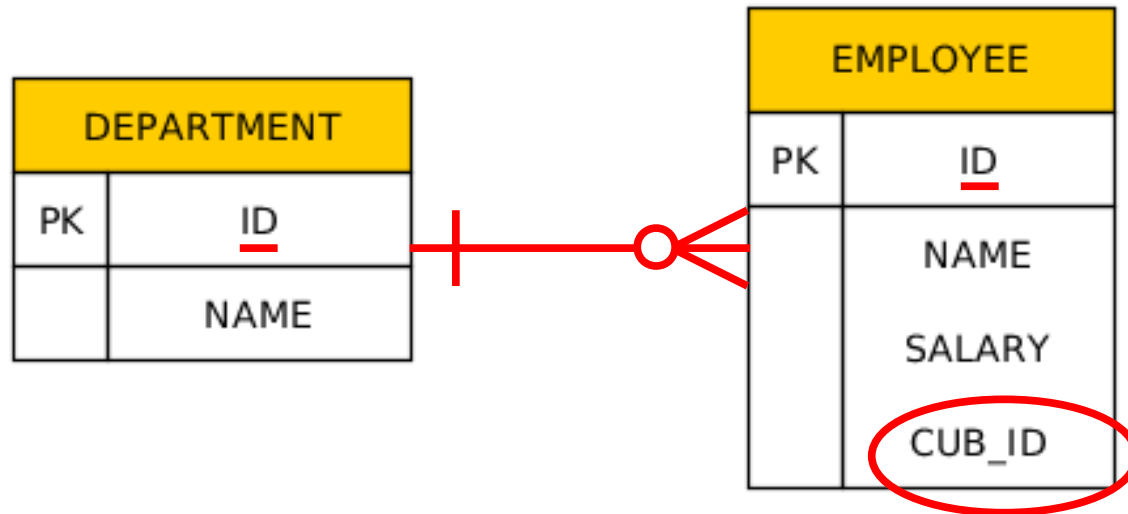 DEPARTMENT
PK ID
NAME
EMPLOYEE
PK ID
NAME
SALARY
CUB_ID